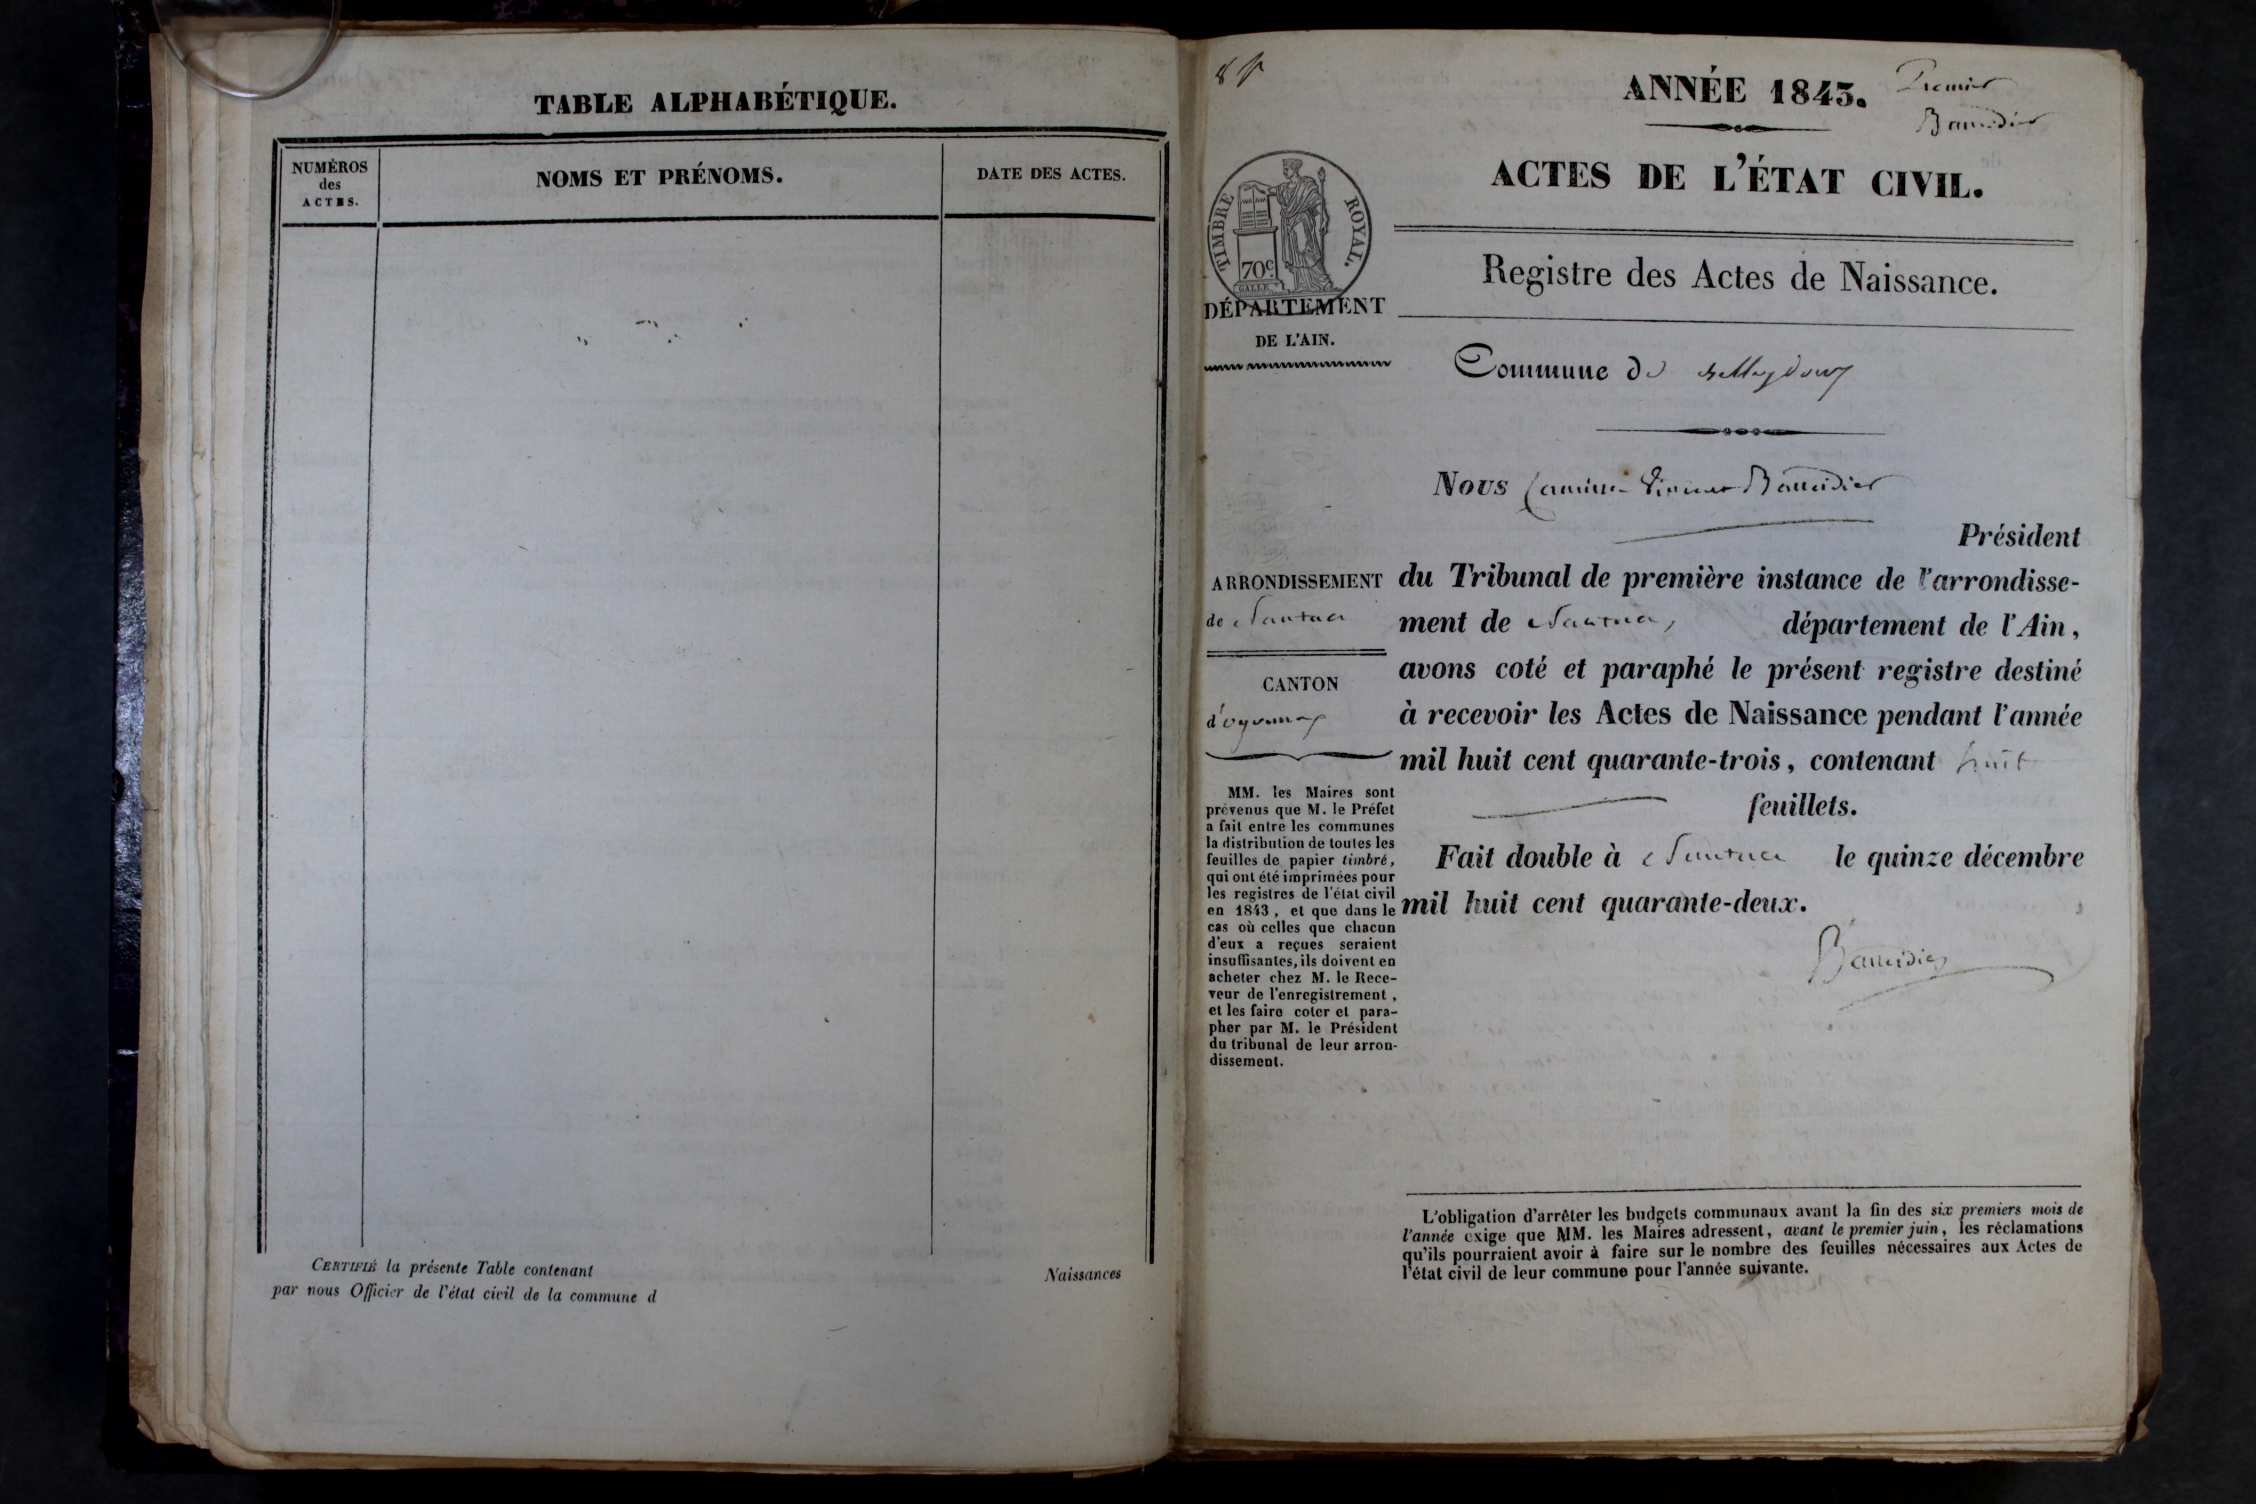 TABLE ALPHABÉTIQUE.
NUMÉROS
des
ACTES.
NOMS ET PRÉNOMS.
DATE DES ACTES.
CERTIFIÉ la présente Table contenant
Naissances
par nous Officier de l'état civil de la commune d
8 f
ANNÉE 1843.
Premier
ACTES DE L'ÉTAT CIVIL.
TIMBRE ROYAL.
70c
GALLE
Registre des Actes de Naissance.
DÉPARTEMENT
DE L'AIN.
Commune de
Nous
Président
ARRONDISSEMENT
de Nantua
CANTON
d'oyonnax
du Tribunal de première instance de l'arrondisse-
ment de Nantua, département de l'Ain,
avons coté et paraphé le présent registre destiné
à recevoir les Actes de Naissance pendant l'année
mil huit cent quarante-trois, contenant huit
feuillets.
Fait double à Nantua le quinze décembre
mil huit cent quarante-deux.
MM. les Maires sont
prévenus que M. le Préfet
a fait entre les communes
la distribution de toutes les
feuilles de papier timbré,
qui ont été imprimées pour
les registres de l'état civil
en 1843, et que dans le
cas où celles que chacun
d'eux a reçues seraient
insuffisantes, ils doivent en
acheter chez M. le Rece-
veur de l'enregistrement,
et les faire coter et para-
pher par M. le Président
du tribunal de leur arron-
dissement.
L'obligation d'arrêter les budgets communaux avant la fin des six premiers mois de
l'année exige que MM. les Maires adressent, avant le premier juin, les réclamations
qu'ils pourraient avoir à faire sur le nombre des feuilles nécessaires aux Actes de
l'état civil de leur commune pour l'année suivante.